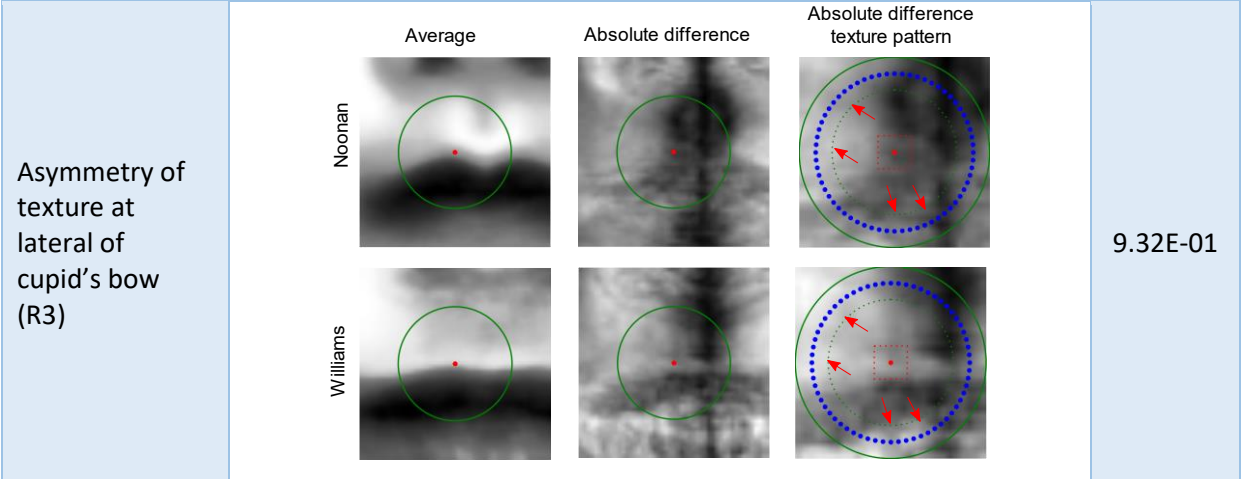 Average
Absolute difference
Absolute difference
texture pattern
Noonan
Asymmetry of
texture at
lateral of
cupid’s bow
(R3)
9.32E-01
Williams